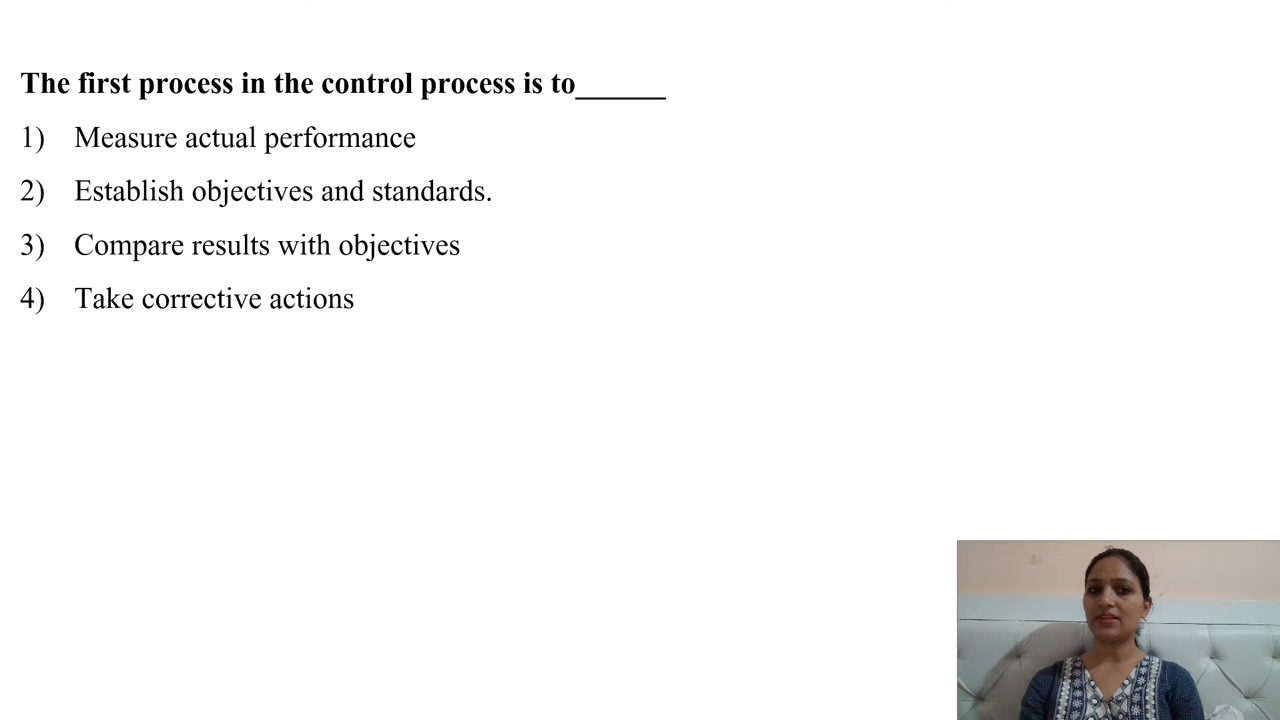 The first process in the control process is to______
1) Measure actual performance
2) Establish objectives and standards.
3) Compare results with objectives
4) Take corrective actions